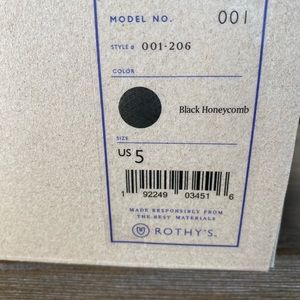 MODEL NO. 001
STYLE # 001-206
COLOR
Black Honeycomb
SIZE
US 5
1 92249 03451 6
MADE RESPONSIBLY FROM
THE BEST MATERIALS
ROTHY'S.